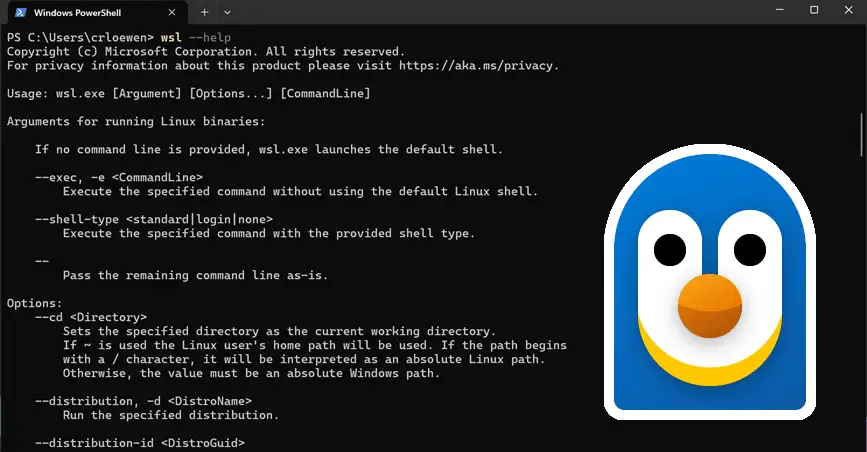 Windows PowerShell
PS C:\Users\crloewen> wsl --help
Copyright (c) Microsoft Corporation. All rights reserved.
For privacy information about this product please visit https://aka.ms/privacy.
Usage: wsl.exe [Argument] [Options...] [CommandLine]
Arguments for running Linux binaries:
If no command line is provided, wsl.exe launches the default shell.
--exec, -e <CommandLine>
Execute the specified command without using the default Linux shell.
--shell-type <standard|login|none>
Execute the specified command with the provided shell type.
--
Pass the remaining command line as-is.
Options:
--cd <Directory>
Sets the specified directory as the current working directory.
If ~ is used the Linux user's home path will be used. If the path begins
with a / character, it will be interpreted as an absolute Linux path.
Otherwise, the value must be an absolute Windows path.
--distribution, -d <DistroName>
Run the specified distribution.
--distribution-id <DistroGuid>